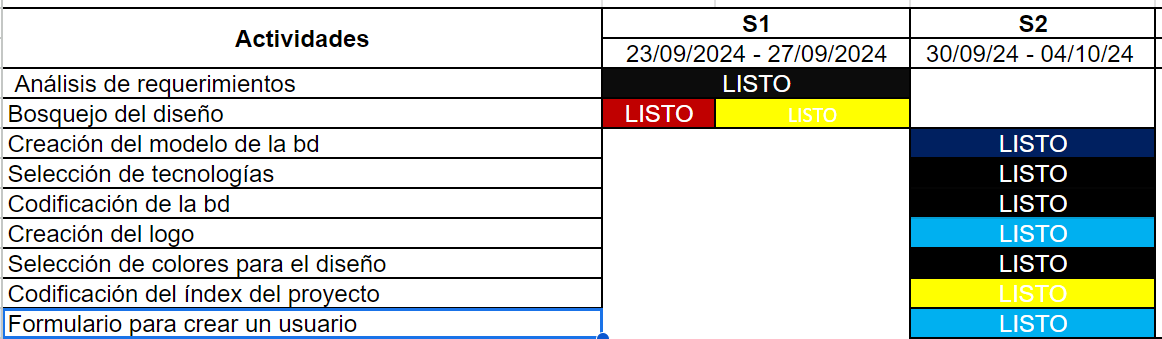 Actividades S1 S2
23/09/2024 - 27/09/2024 30/09/24 - 04/10/24
Análisis de requerimientos LISTO
Bosquejo del diseño LISTO LISTO
Creación del modelo de la bd LISTO
Selección de tecnologías LISTO
Codificación de la bd LISTO
Creación del logo LISTO
Selección de colores para el diseño LISTO
Codificación del índex del proyecto LISTO
Formulario para crear un usuario LISTO